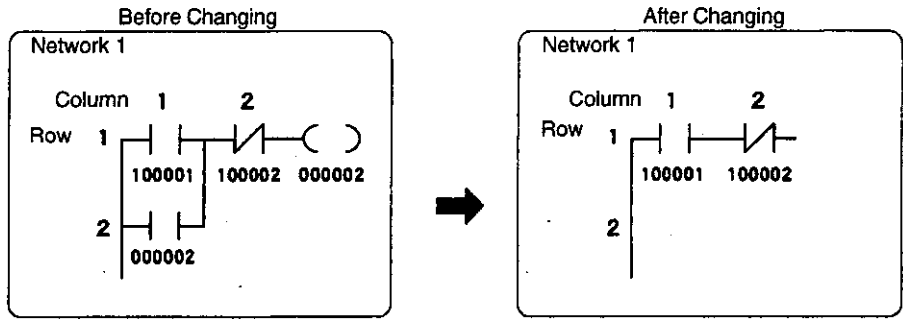 Before Changing
Network 1
Column 1 2
Row 1
100001 100002 000002
2
000002
After Changing
Network 1
Column 1 2
Row 1
100001 100002
2